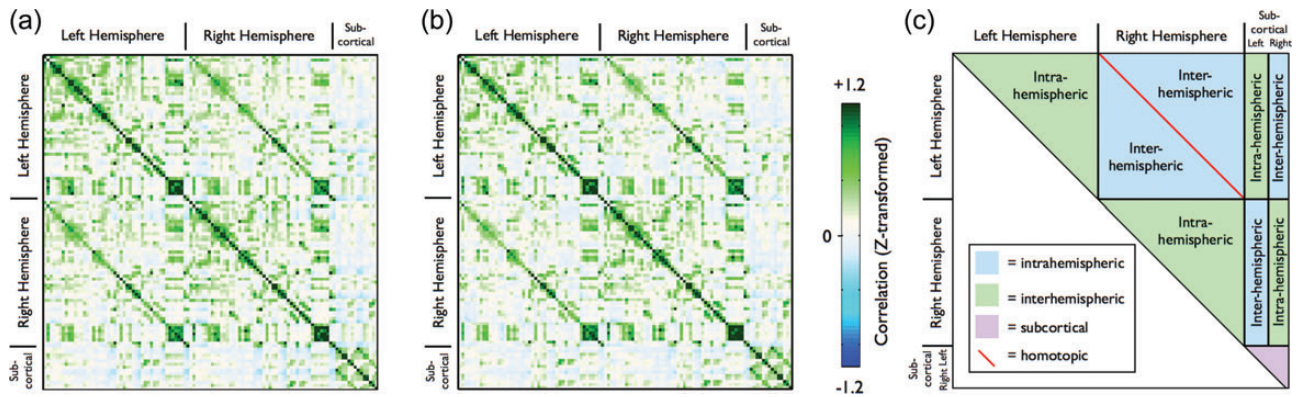 (a)
Left Hemisphere
Right Hemisphere
Sub-
cortical
Left Hemisphere
Right Hemisphere
Sub-
cortical
(b)
Left Hemisphere
Right Hemisphere
Sub-
cortical
Left Hemisphere
Right Hemisphere
Sub-
cortical
+1.2
0
-1.2
Correlation (Z-transformed)
(c)
Left Hemisphere
Right Hemisphere
Sub-
cortical
Left Right
Left Hemisphere
Right Hemisphere
Sub-
cortical
Right Left
Intra-
hemispheric
Inter-
hemispheric
Inter-
hemispheric
Intra-hemispheric
Inter-hemispheric
Intra-
hemispheric
Inter-hemispheric
Intra-hemispheric
= intrahemispheric
= interhemispheric
= subcortical
= homotopic